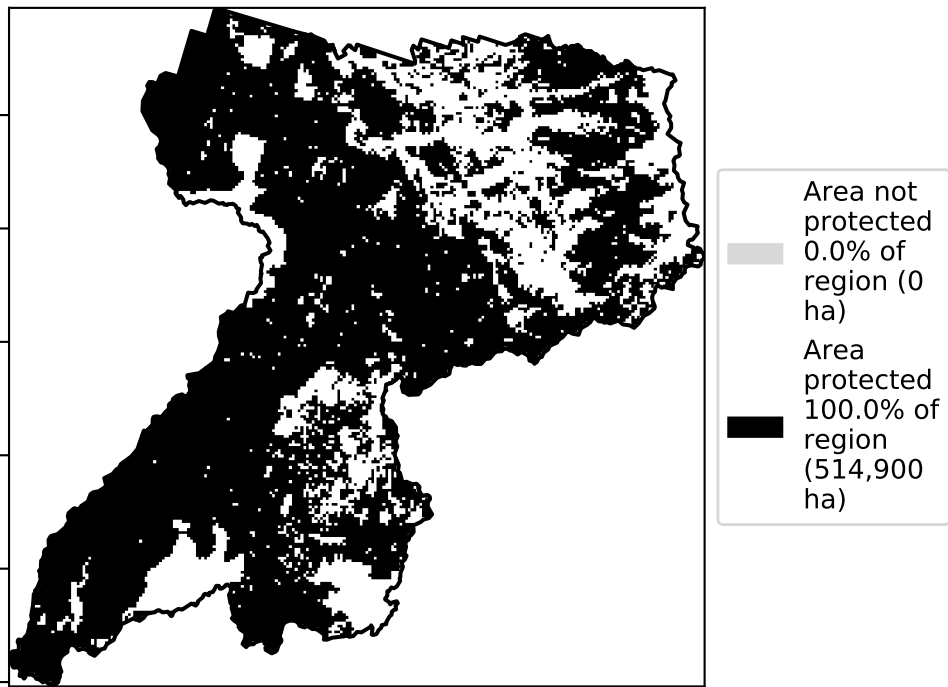 Area not
protected
0.0% of
region (0
ha)
Area
protected
100.0% of
region
(514,900
ha)